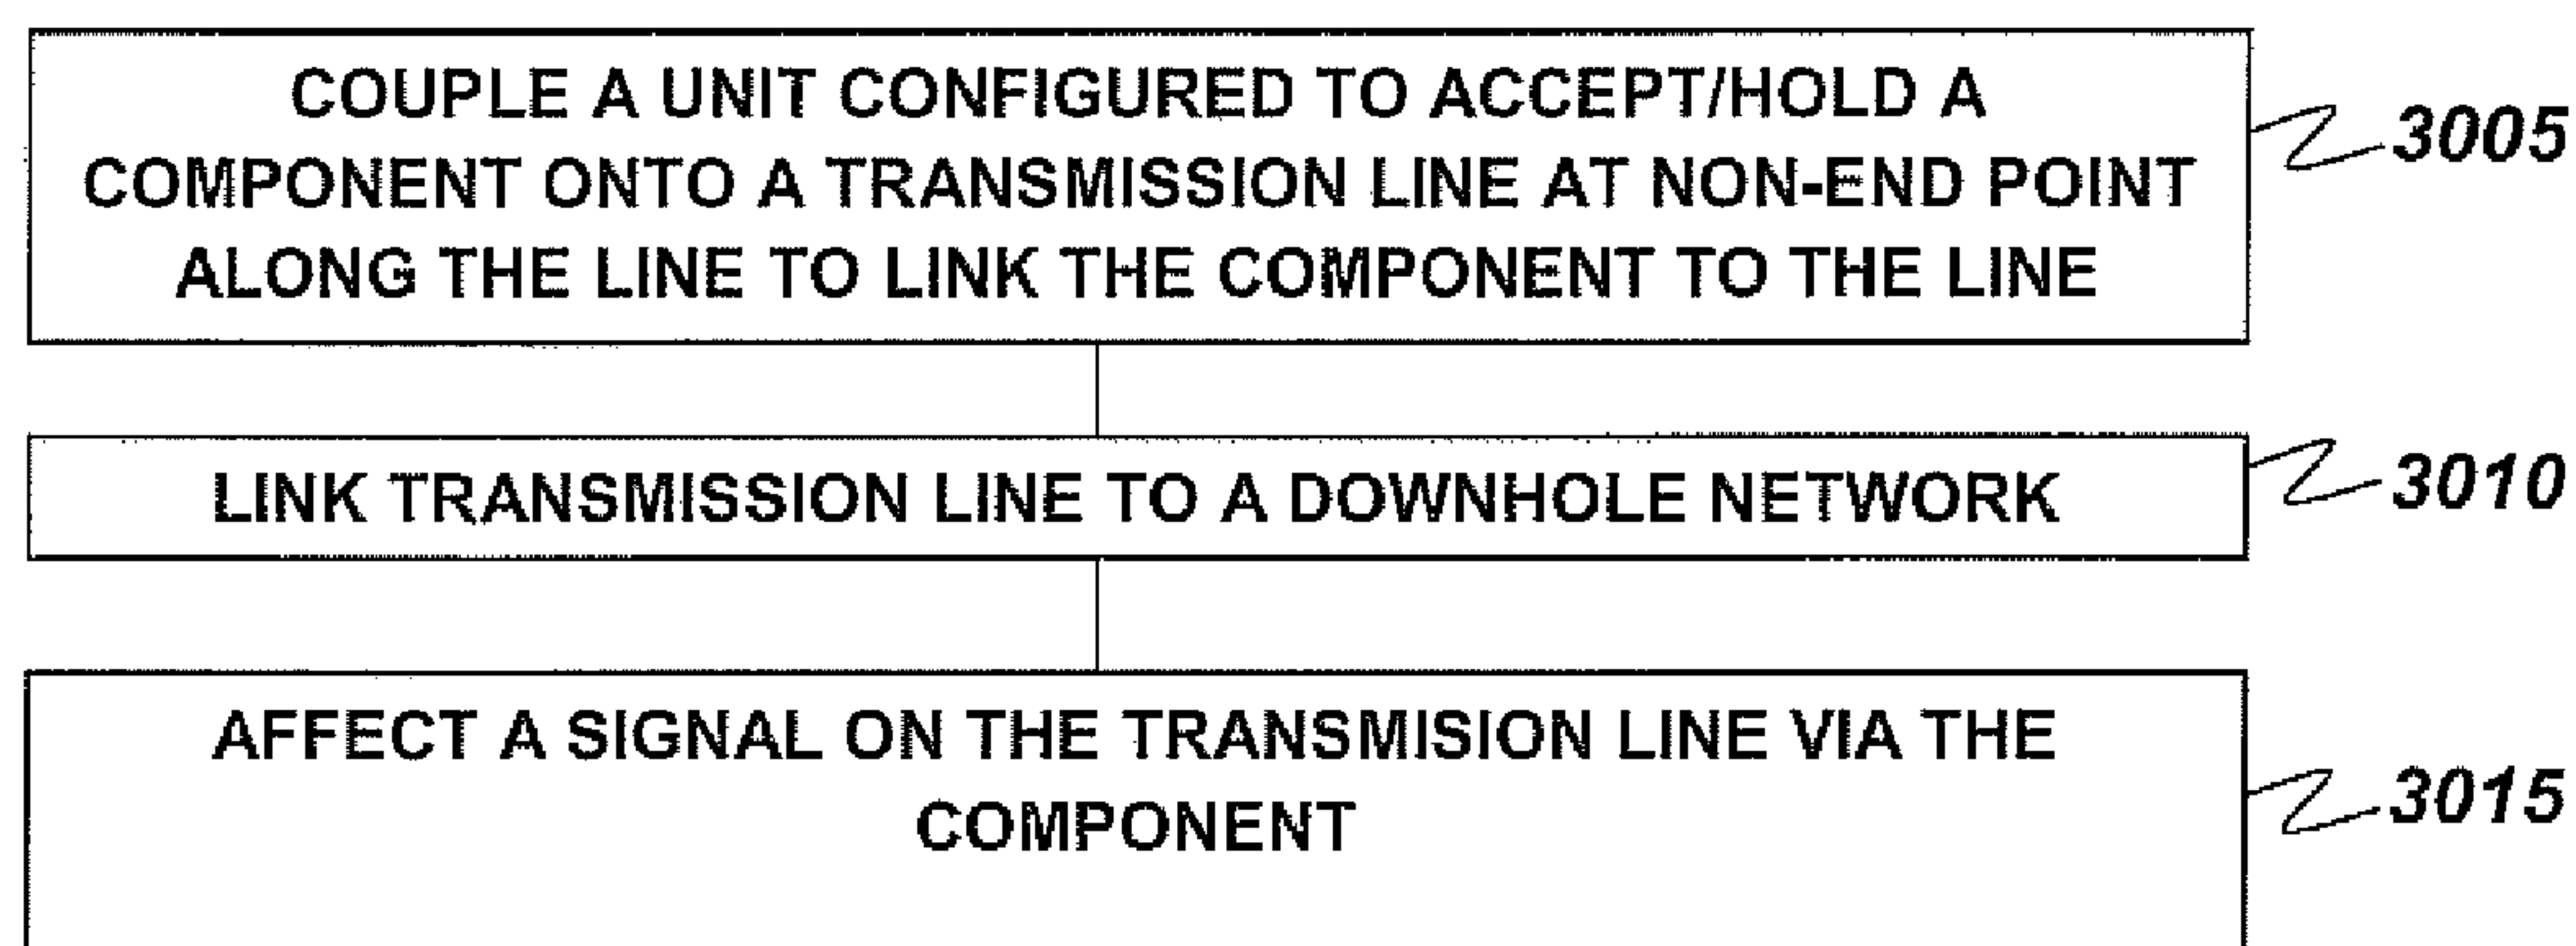 COUPLE A UNIT CONFIGURED TO ACCEPT/HOLD A
COMPONENT ONTO A TRANSMISSION LINE AT NON-END POINT
ALONG THE LINE TO LINK THE COMPONENT TO THE LINE
3005
LINK TRANSMISSION LINE TO A DOWNHOLE NETWORK
3010
AFFECT A SIGNAL ON THE TRANSMISION LINE VIA THE
COMPONENT
3015